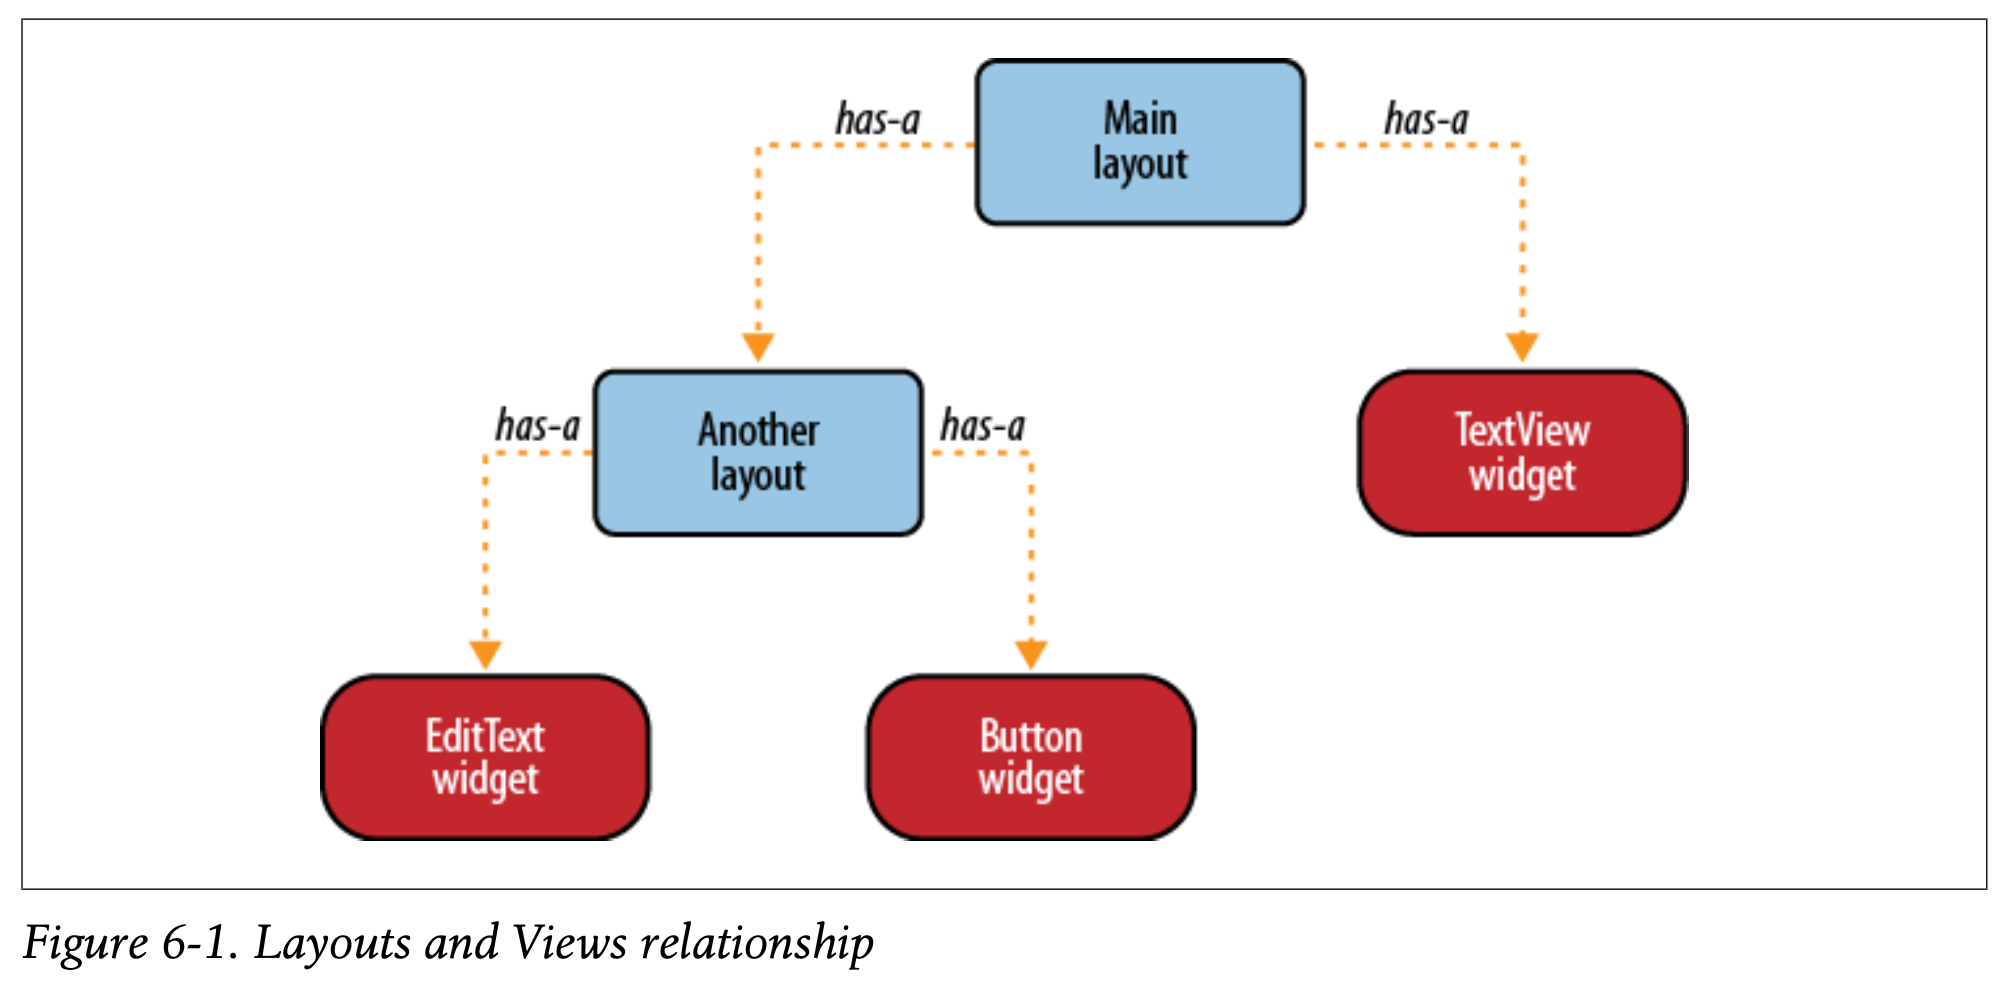 has-a
Main
layout
has-a
has-a
Another
layout
has-a
TextView
widget
EditText
widget
Button
widget
Figure 6-1. Layouts and Views relationship